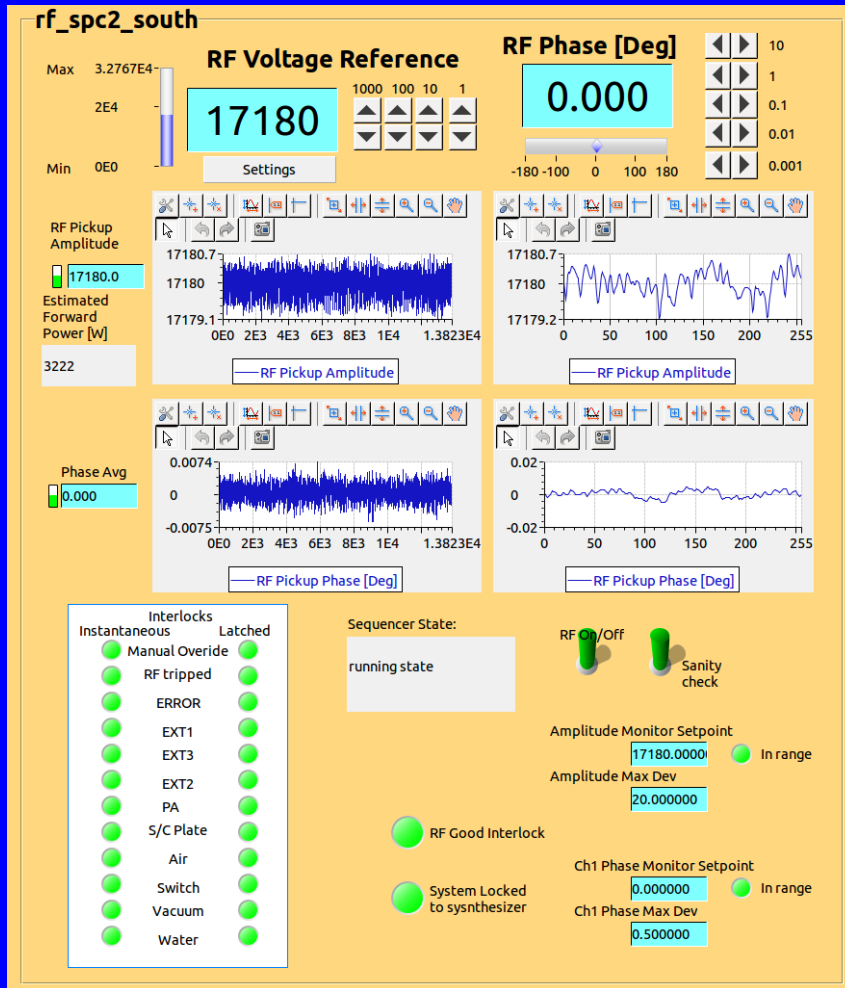 rf_spc2_south
RF Voltage Reference
RF Phase [Deg]
Max 3.2767E4
2E4
Min 0E0
17180
1000 100 10 1
Settings
0.000
-180 -100 0 100 180
10
1
0.1
0.01
0.001
RF Pickup
Amplitude
17180.0
Estimated
Forward
Power [W]
3222
17180.7
17180
17179.1
0E0 2E3 4E3 6E3 8E3 1E4 1.3823E4
RF Pickup Amplitude
17180.7
17180
17179.2
0 50 100 150 200 255
RF Pickup Amplitude
Phase Avg
0.000
0.0074
0
-0.0075
0E0 2E3 4E3 6E3 8E3 1E4 1.3823E4
RF Pickup Phase [Deg]
0.02
0
-0.02
0 50 100 150 200 255
RF Pickup Phase [Deg]
Interlocks
Instantaneous Latched
Manual Overide
RF tripped
ERROR
EXT1
EXT3
EXT2
PA
S/C Plate
Air
Switch
Vacuum
Water
Sequencer State:
running state
RF On/Off
Sanity
check
RF Good Interlock
System Locked
to sysnthesizer
Amplitude Monitor Setpoint
17180.0000 In range
Amplitude Max Dev
20.000000
Ch1 Phase Monitor Setpoint
0.000000 In range
Ch1 Phase Max Dev
0.500000